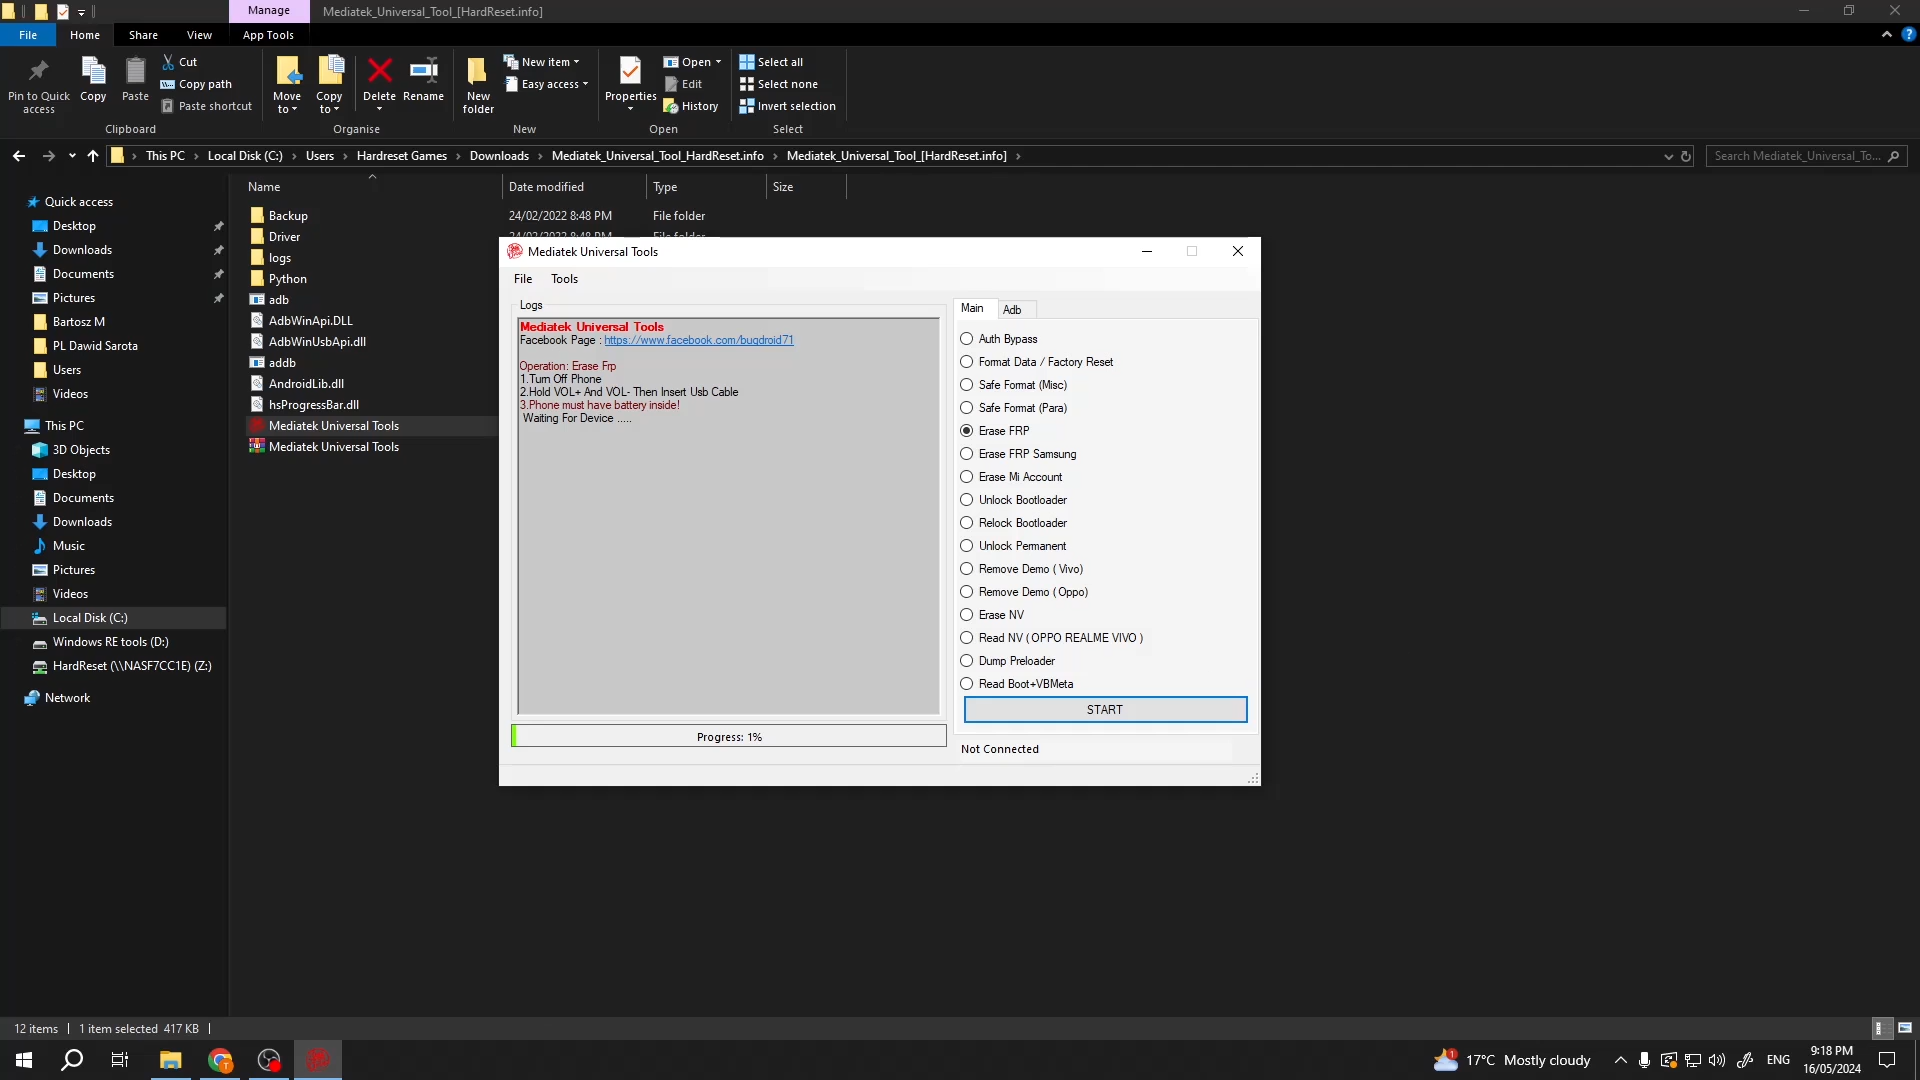 Manage
Mediatek_Universal_Tool_[HardReset.info]
File
Home
Share
View
App Tools
Pin to Quick access
Copy
Paste
Cut
Copy path
Paste shortcut
Clipboard
Move to
Copy to
Delete
Rename
Organise
New folder
New item
Easy access
New
Properties
Open
Edit
History
Open
Select all
Select none
Invert selection
Select
This PC
Local Disk (C:)
Users
Hardreset Games
Downloads
Mediatek_Universal_Tool_HardReset.info
Mediatek_Universal_Tool_[HardReset.info]
Search Mediatek_Universal_To...
Name
Date modified
Type
Size
Quick access
Desktop
Downloads
Documents
Pictures
Bartosz M
PL Dawid Sarota
Users
Videos
This PC
3D Objects
Desktop
Documents
Downloads
Music
Pictures
Videos
Local Disk (C:)
Windows RE tools (D:)
HardReset (\\NASF7CC1E) (Z:)
Network
Backup
24/02/2022 8:48 PM
File folder
Driver
24/02/2022 8:48 PM
File folder
logs
Python
adb
AdbWinApi.DLL
AdbWinUsbApi.dll
addb
AndroidLib.dll
hsProgressBar.dll
Mediatek Universal Tools
Mediatek Universal Tools
Mediatek Universal Tools
File
Tools
Logs
Mediatek Universal Tools
Facebook Page : https://www.facebook.com/bugdroid71
Operation: Erase Frp
1.Turn Off Phone
2.Hold VOL+ And VOL- Then Insert Usb Cable
3.Phone must have battery inside!
Waiting For Device .....
Progress: 1%
Main
Adb
Auth Bypass
Format Data / Factory Reset
Safe Format (Misc)
Safe Format (Para)
Erase FRP
Erase FRP Samsung
Erase Mi Account
Unlock Bootloader
Relock Bootloader
Unlock Permanent
Remove Demo ( Vivo)
Remove Demo ( Oppo)
Erase NV
Read NV ( OPPO REALME VIVO )
Dump Preloader
Read Boot+VBMeta
START
Not Connected
12 items
1 item selected 417 KB
17°C Mostly cloudy
ENG
9:18 PM
16/05/2024